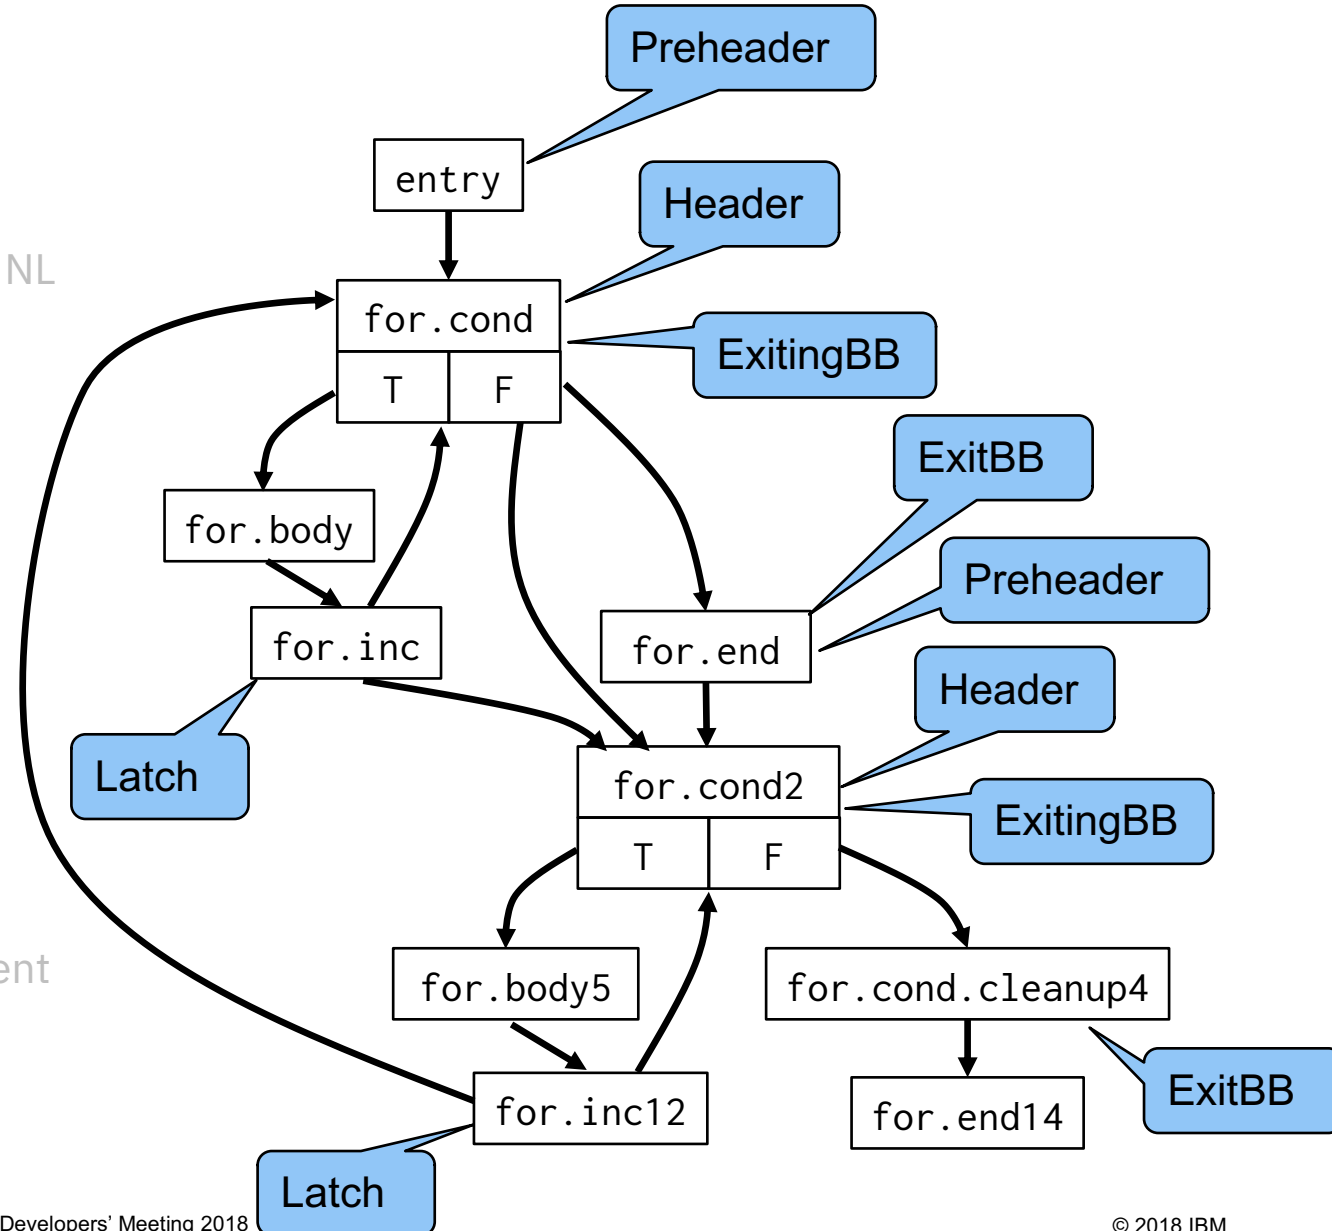 Preheader
entry
Header
NL
for.cond
ExitingBB
T F
ExitBB
for.body
Preheader
for.inc
for.end
Header
Latch
for.cond2
ExitingBB
T F
ent
for.body5
for.cond.cleanup4
ExitBB
for.inc12
for.end14
Latch
Developers’ Meeting 2018
© 2018 IBM